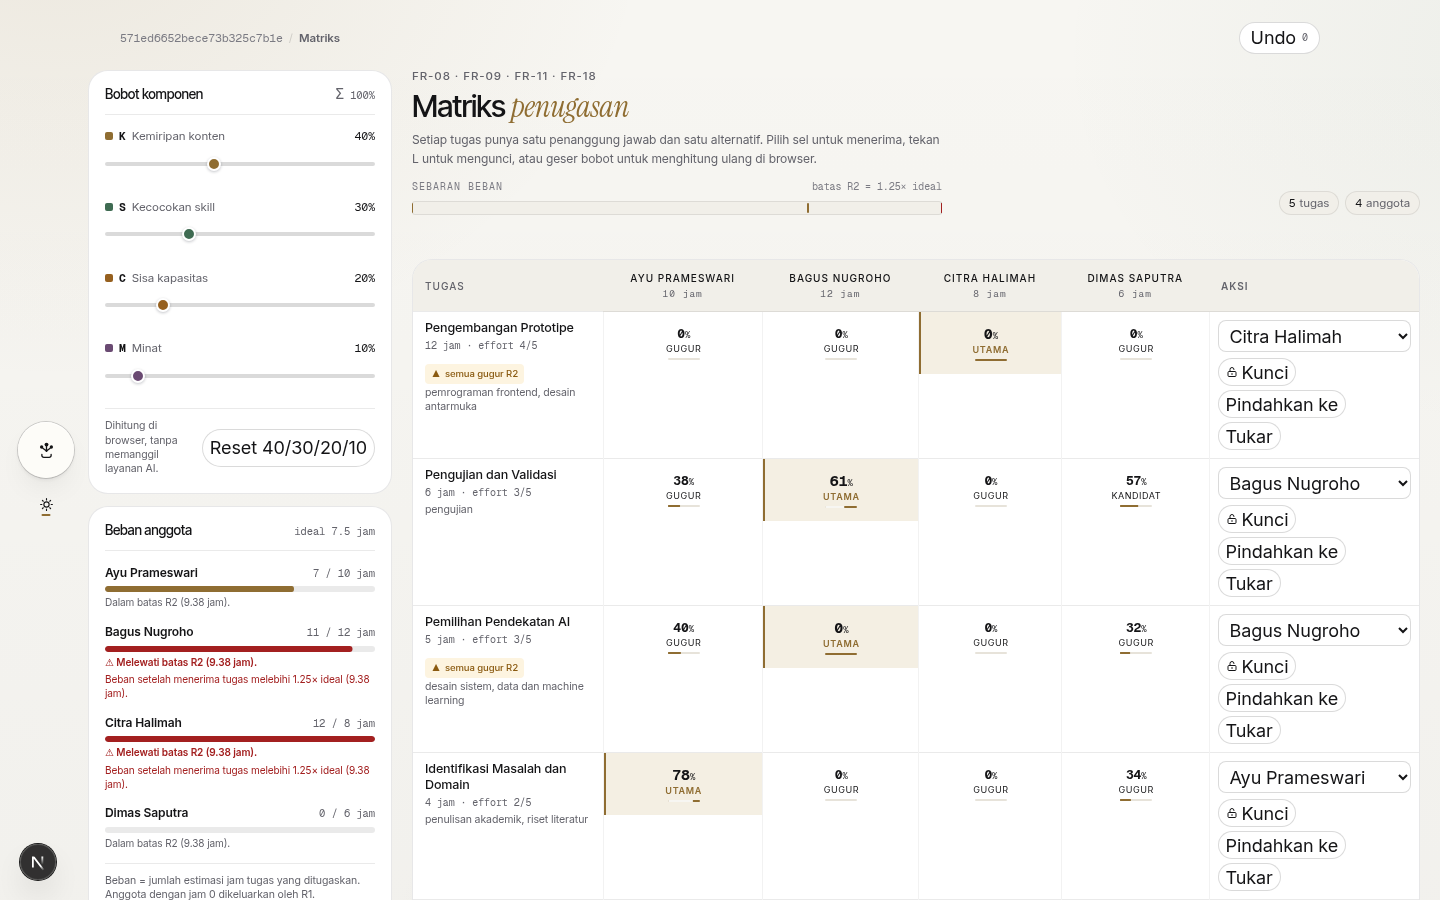 571ed6652bece73b325c7b1e / Matriks
Undo 0
Bobot komponen
Σ 100%
K Kemiripan konten 40%
S Kecocokan skill 30%
C Sisa kapasitas 20%
M Minat 10%
Dihitung di
browser, tanpa
memanggil
layanan AI.
Reset 40/30/20/10
Beban anggota
ideal 7.5 jam
Ayu Prameswari 7 / 10 jam
Dalam batas R2 (9.38 jam).
Bagus Nugroho 11 / 12 jam
⚠ Melewati batas R2 (9.38 jam).
Beban setelah menerima tugas melebihi 1.25× ideal (9.38
jam).
Citra Halimah 12 / 8 jam
⚠ Melewati batas R2 (9.38 jam).
Beban setelah menerima tugas melebihi 1.25× ideal (9.38
jam).
Dimas Saputra 0 / 6 jam
Dalam batas R2 (9.38 jam).
Beban = jumlah estimasi jam tugas yang ditugaskan.
Anggota dengan jam 0 dikeluarkan oleh R1.
FR-08 · FR-09 · FR-11 · FR-18
Matriks penugasan
Setiap tugas punya satu penanggung jawab dan satu alternatif. Pilih sel untuk menerima, tekan
L untuk mengunci, atau geser bobot untuk menghitung ulang di browser.
SEBARAN BEBAN
batas R2 = 1.25× ideal
5 tugas
4 anggota
TUGAS
AYU PRAMESWARI
10 jam
BAGUS NUGROHO
12 jam
CITRA HALIMAH
8 jam
DIMAS SAPUTRA
6 jam
AKSI
Pengembangan Prototipe
12 jam · effort 4/5
▲ semua gugur R2
pemrograman frontend, desain
antarmuka
0%
GUGUR
0%
GUGUR
0%
UTAMA
0%
GUGUR
Citra Halimah
Kunci
Pindahkan ke
Tukar
Pengujian dan Validasi
6 jam · effort 3/5
pengujian
38%
GUGUR
61%
UTAMA
0%
GUGUR
57%
KANDIDAT
Bagus Nugroho
Kunci
Pindahkan ke
Tukar
Pemilihan Pendekatan AI
5 jam · effort 3/5
▲ semua gugur R2
desain sistem, data dan machine
learning
40%
GUGUR
0%
UTAMA
0%
GUGUR
32%
GUGUR
Bagus Nugroho
Kunci
Pindahkan ke
Tukar
Identifikasi Masalah dan
Domain
4 jam · effort 2/5
penulisan akademik, riset literatur
78%
UTAMA
0%
GUGUR
0%
GUGUR
34%
GUGUR
Ayu Prameswari
Kunci
Pindahkan ke
Tukar
N